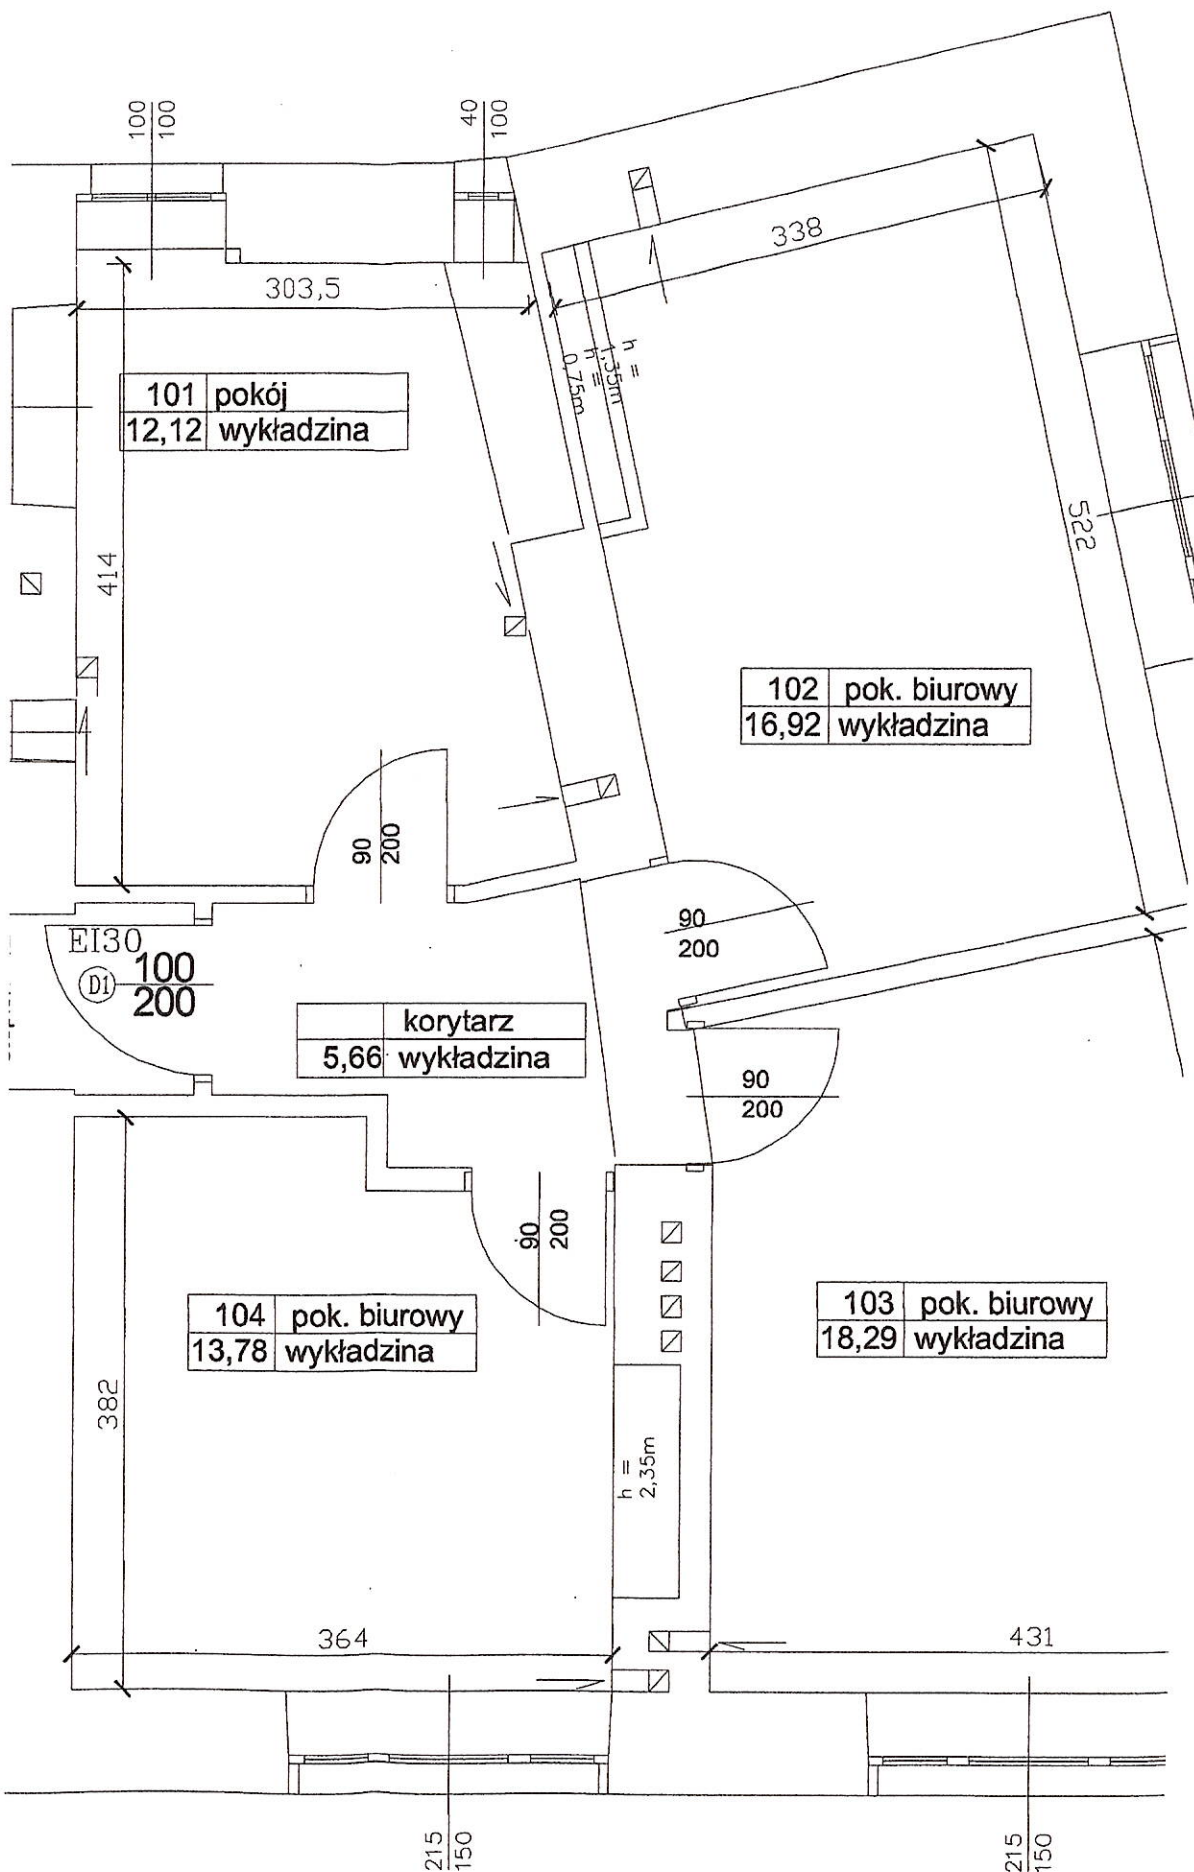 100
100
40
100
303,5
338
h =
1,35m
h =
0,75m
101 pokój
12,12 wykładzina
414
522
102 pok. biurowy
16,92 wykładzina
90
200
90
200
EI30
D1
100
200
korytarz
5,66 wykładzina
90
200
90
200
104 pok. biurowy
13,78 wykładzina
103 pok. biurowy
18,29 wykładzina
382
h =
2,35m
364
431
215
150
215
150